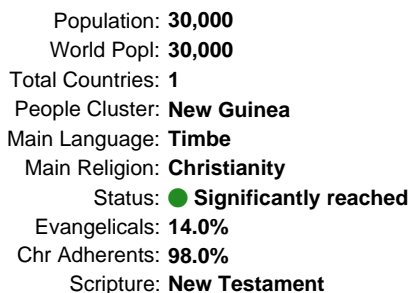 Population: 30,000
World Popl: 30,000
Total Countries: 1
People Cluster: New Guinea
Main Language: Timbe
Main Religion: Christianity
Status: Significantly reached
Evangelicals: 14.0%
Chr Adherents: 98.0%
Scripture: New Testament